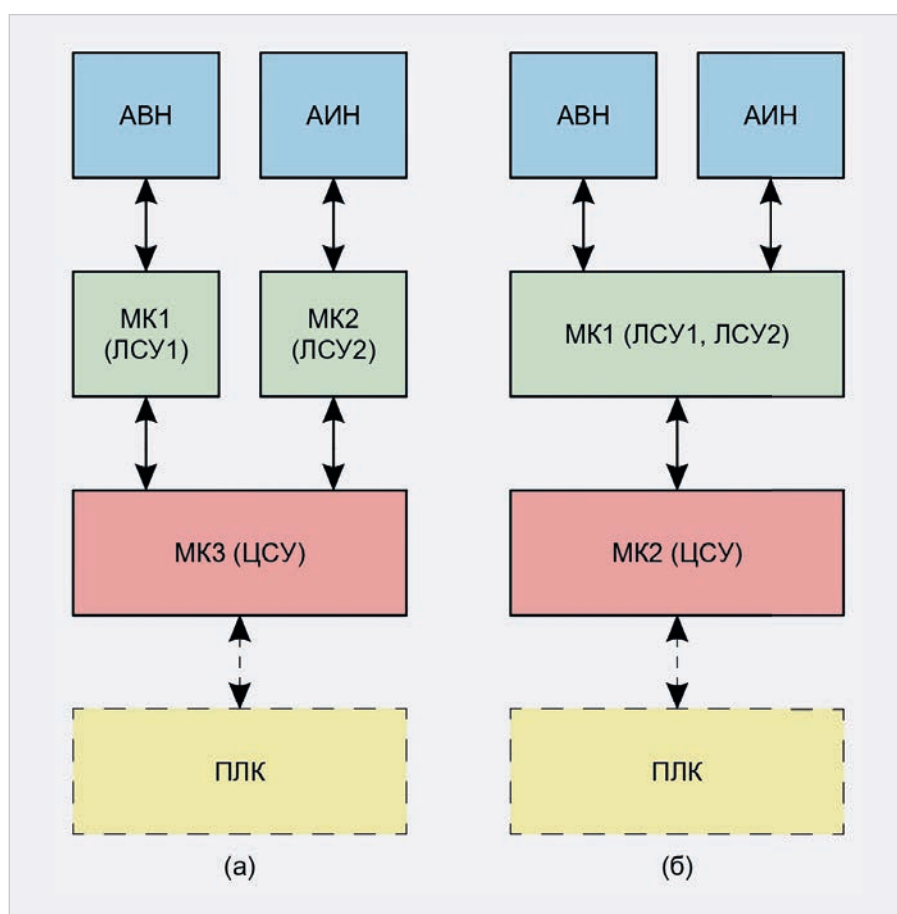 АВН
АИН
МК1
(ЛСУ1)
МК2
(ЛСУ2)
МК3 (ЦСУ)
ПЛК
(а)
АВН
АИН
МК1 (ЛСУ1, ЛСУ2)
МК2 (ЦСУ)
ПЛК
(б)